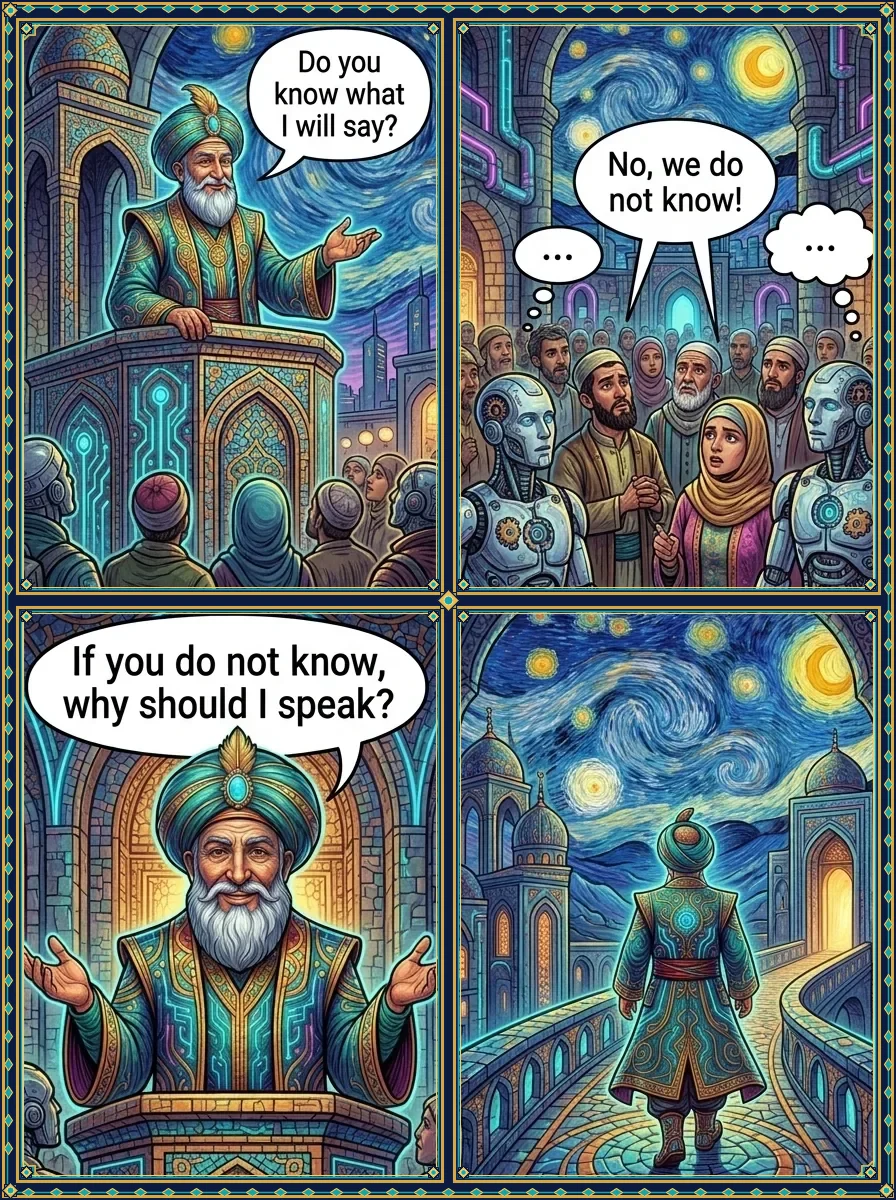 Do you
know what
I will say?
No, we do
not know!
...
...
If you do not know,
why should I speak?